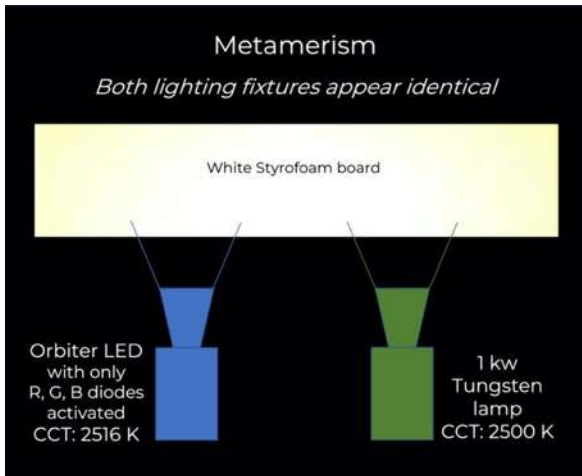 Metamerism
Both lighting fixtures appear identical
White Styrofoam board
Orbiter LED
with only
R, G, B diodes
activated
CCT: 2516 K
1 kw
Tungsten
lamp
CCT: 2500 K